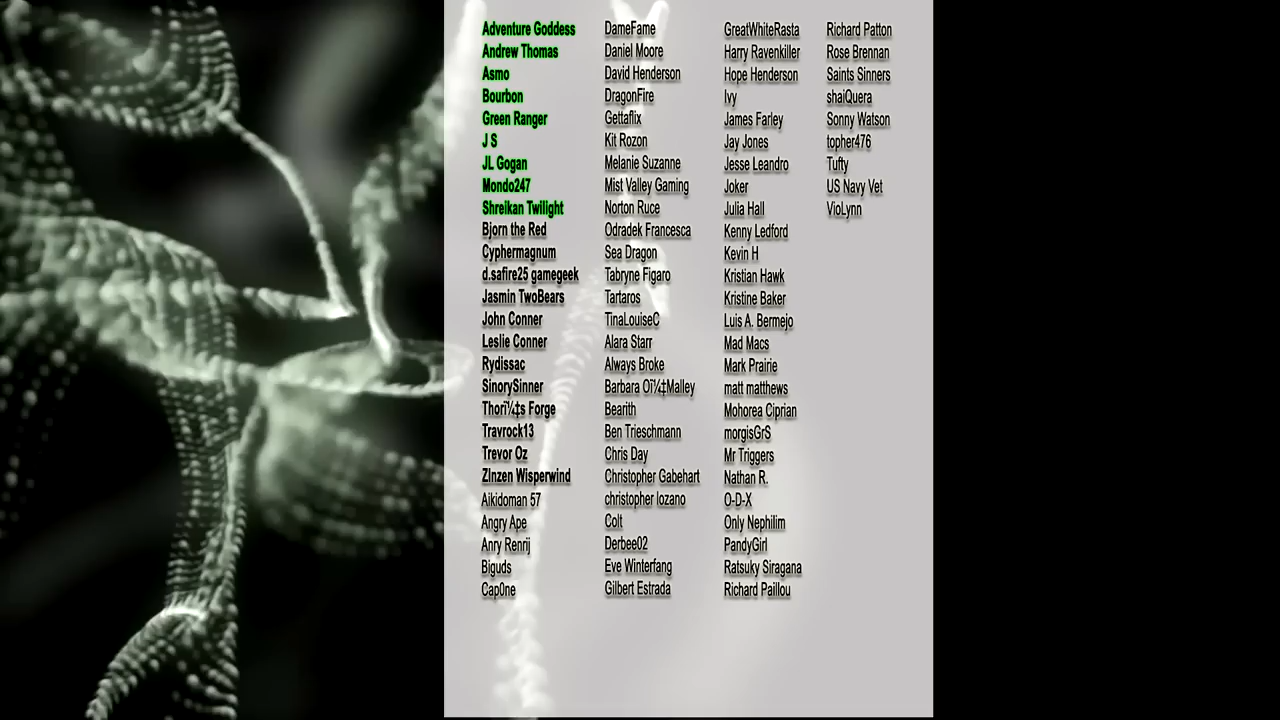 Adventure Goddess
Andrew Thomas
Asmo
Bourbon
Green Ranger
J S
JL Gogan
Mondo247
Shreikan Twilight
Bjorn the Red
Cyphermagnum
d.safire25 gamegeek
Jasmin TwoBears
John Conner
Leslie Conner
Rydissac
SinorySinner
Thorï¼‡s Forge
Travrock13
Trevor Oz
ZInzen Wisperwind
Aikidoman 57
Angry Ape
Anry Renrij
Biguds
Cap0ne
DameFame
Daniel Moore
David Henderson
DragonFire
Gettaflix
Kit Rozon
Melanie Suzanne
Mist Valley Gaming
Norton Ruce
Odradek Francesca
Sea Dragon
Tabryne Figaro
Tartaros
TinaLouiseC
Alara Starr
Always Broke
Barbara Oï¼‡Malley
Bearith
Ben Trieschmann
Chris Day
Christopher Gabehart
christopher lozano
Colt
Derbee02
Eve Winterfang
Gilbert Estrada
GreatWhiteRasta
Harry Ravenkiller
Hope Henderson
Ivy
James Farley
Jay Jones
Jesse Leandro
Joker
Julia Hall
Kenny Ledford
Kevin H
Kristian Hawk
Kristine Baker
Luis A. Bermejo
Mad Macs
Mark Prairie
matt matthews
Mohorea Ciprian
morgisGrS
Mr Triggers
Nathan R.
O-D-X
Only Nephilim
PandyGirl
Ratsuky Siragana
Richard Paillou
Richard Patton
Rose Brennan
Saints Sinners
shaiQuera
Sonny Watson
topher476
Tufty
US Navy Vet
VioLynn